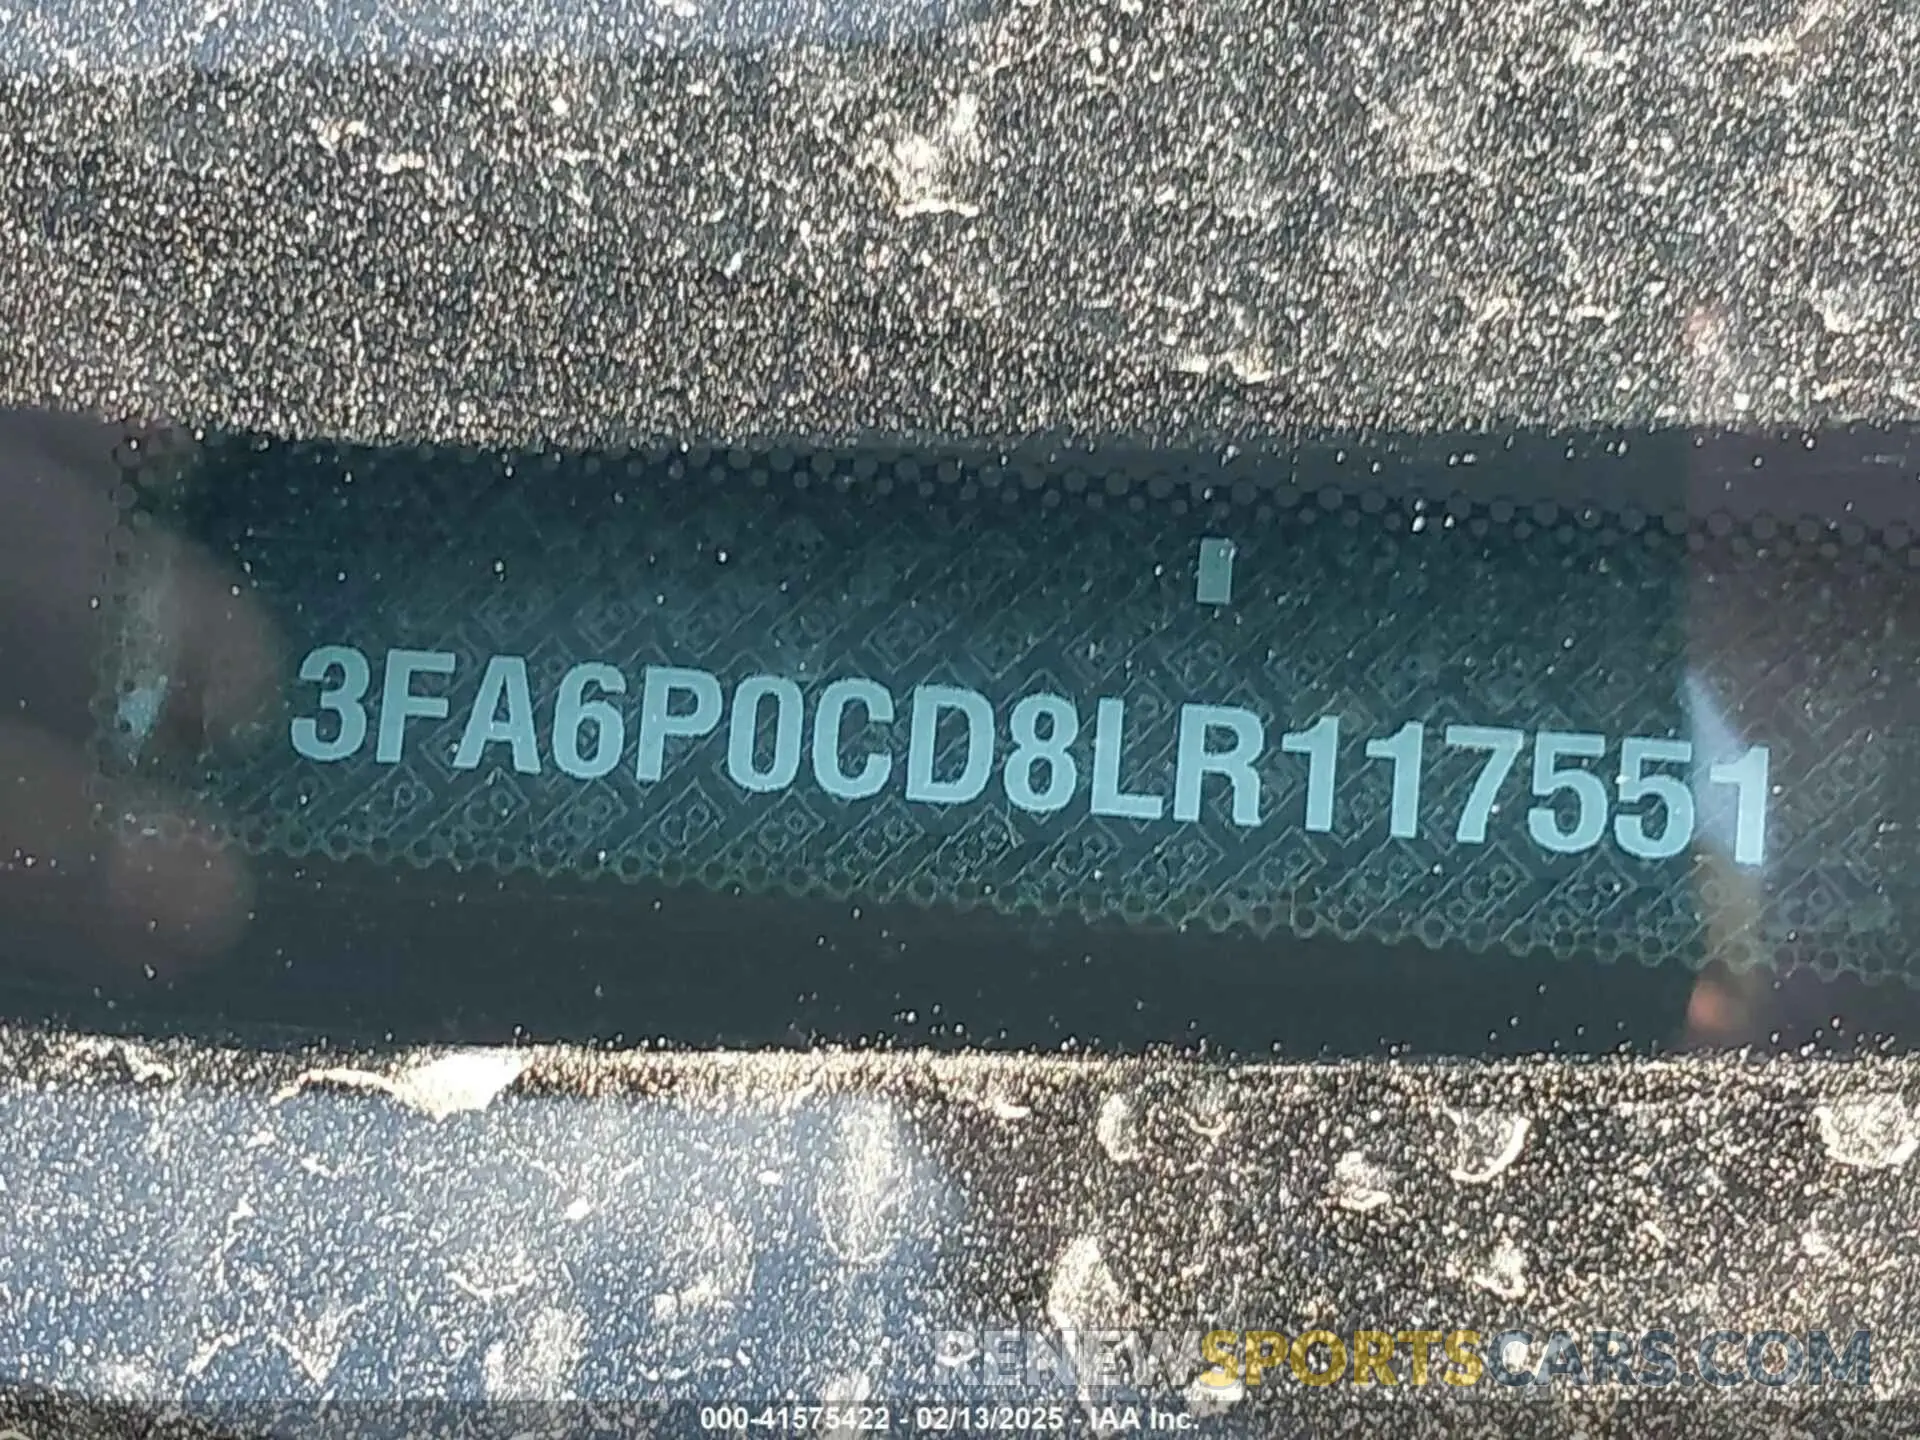 3FA6P0CD8LR117551
RENEWSPORTSCARS.COM
000-41575422 - 02/13/2025 - IAA Inc.